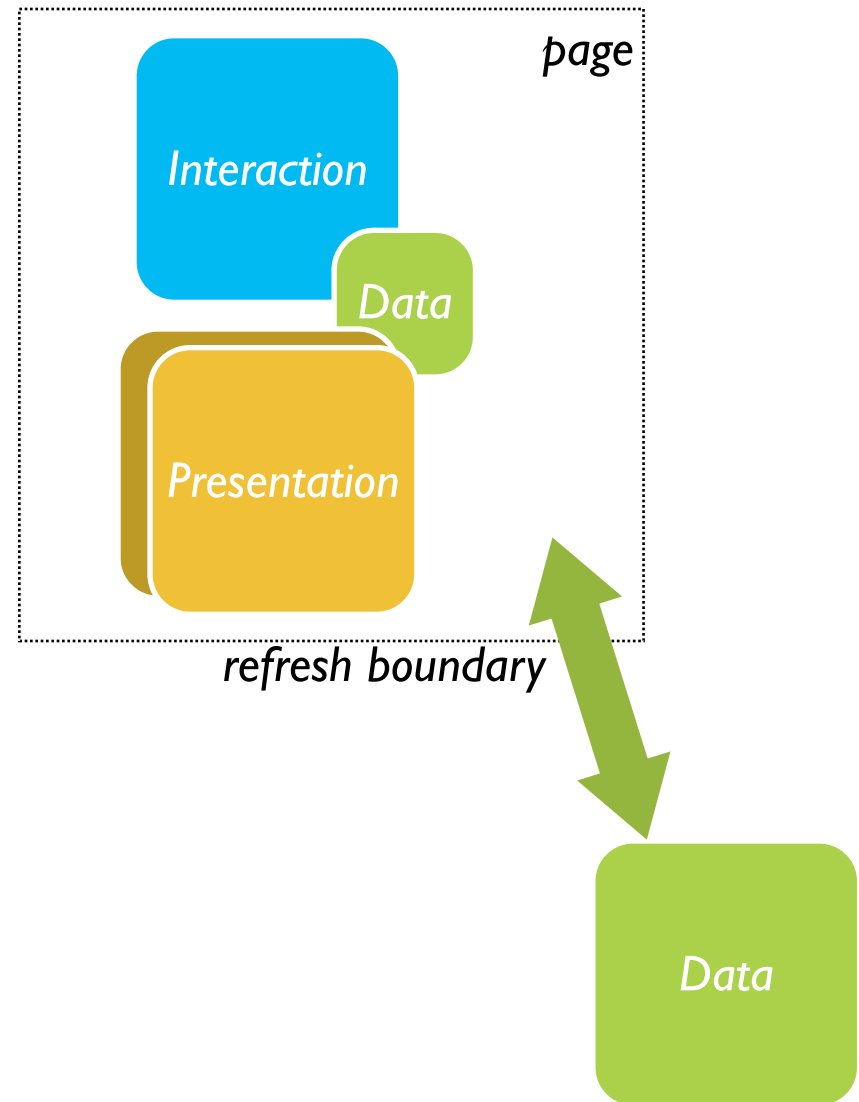 page
Interaction
Data
Presentation
refresh boundary
Data